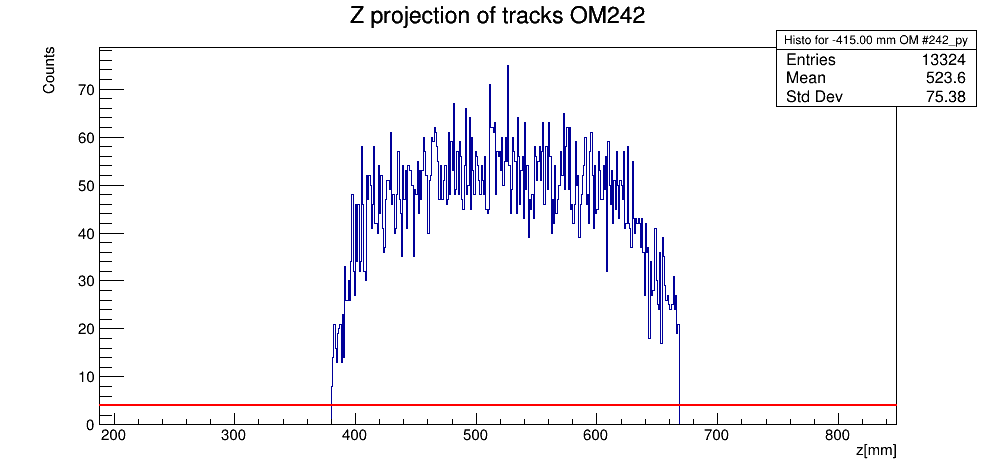 Z projection of tracks OM242
Histo for -415.00 mm OM #242_py
Entries 13324
Mean 523.6
Std Dev 75.38
Counts
70
60
50
40
30
20
10
0
200 300 400 500 600 700 800
z[mm]